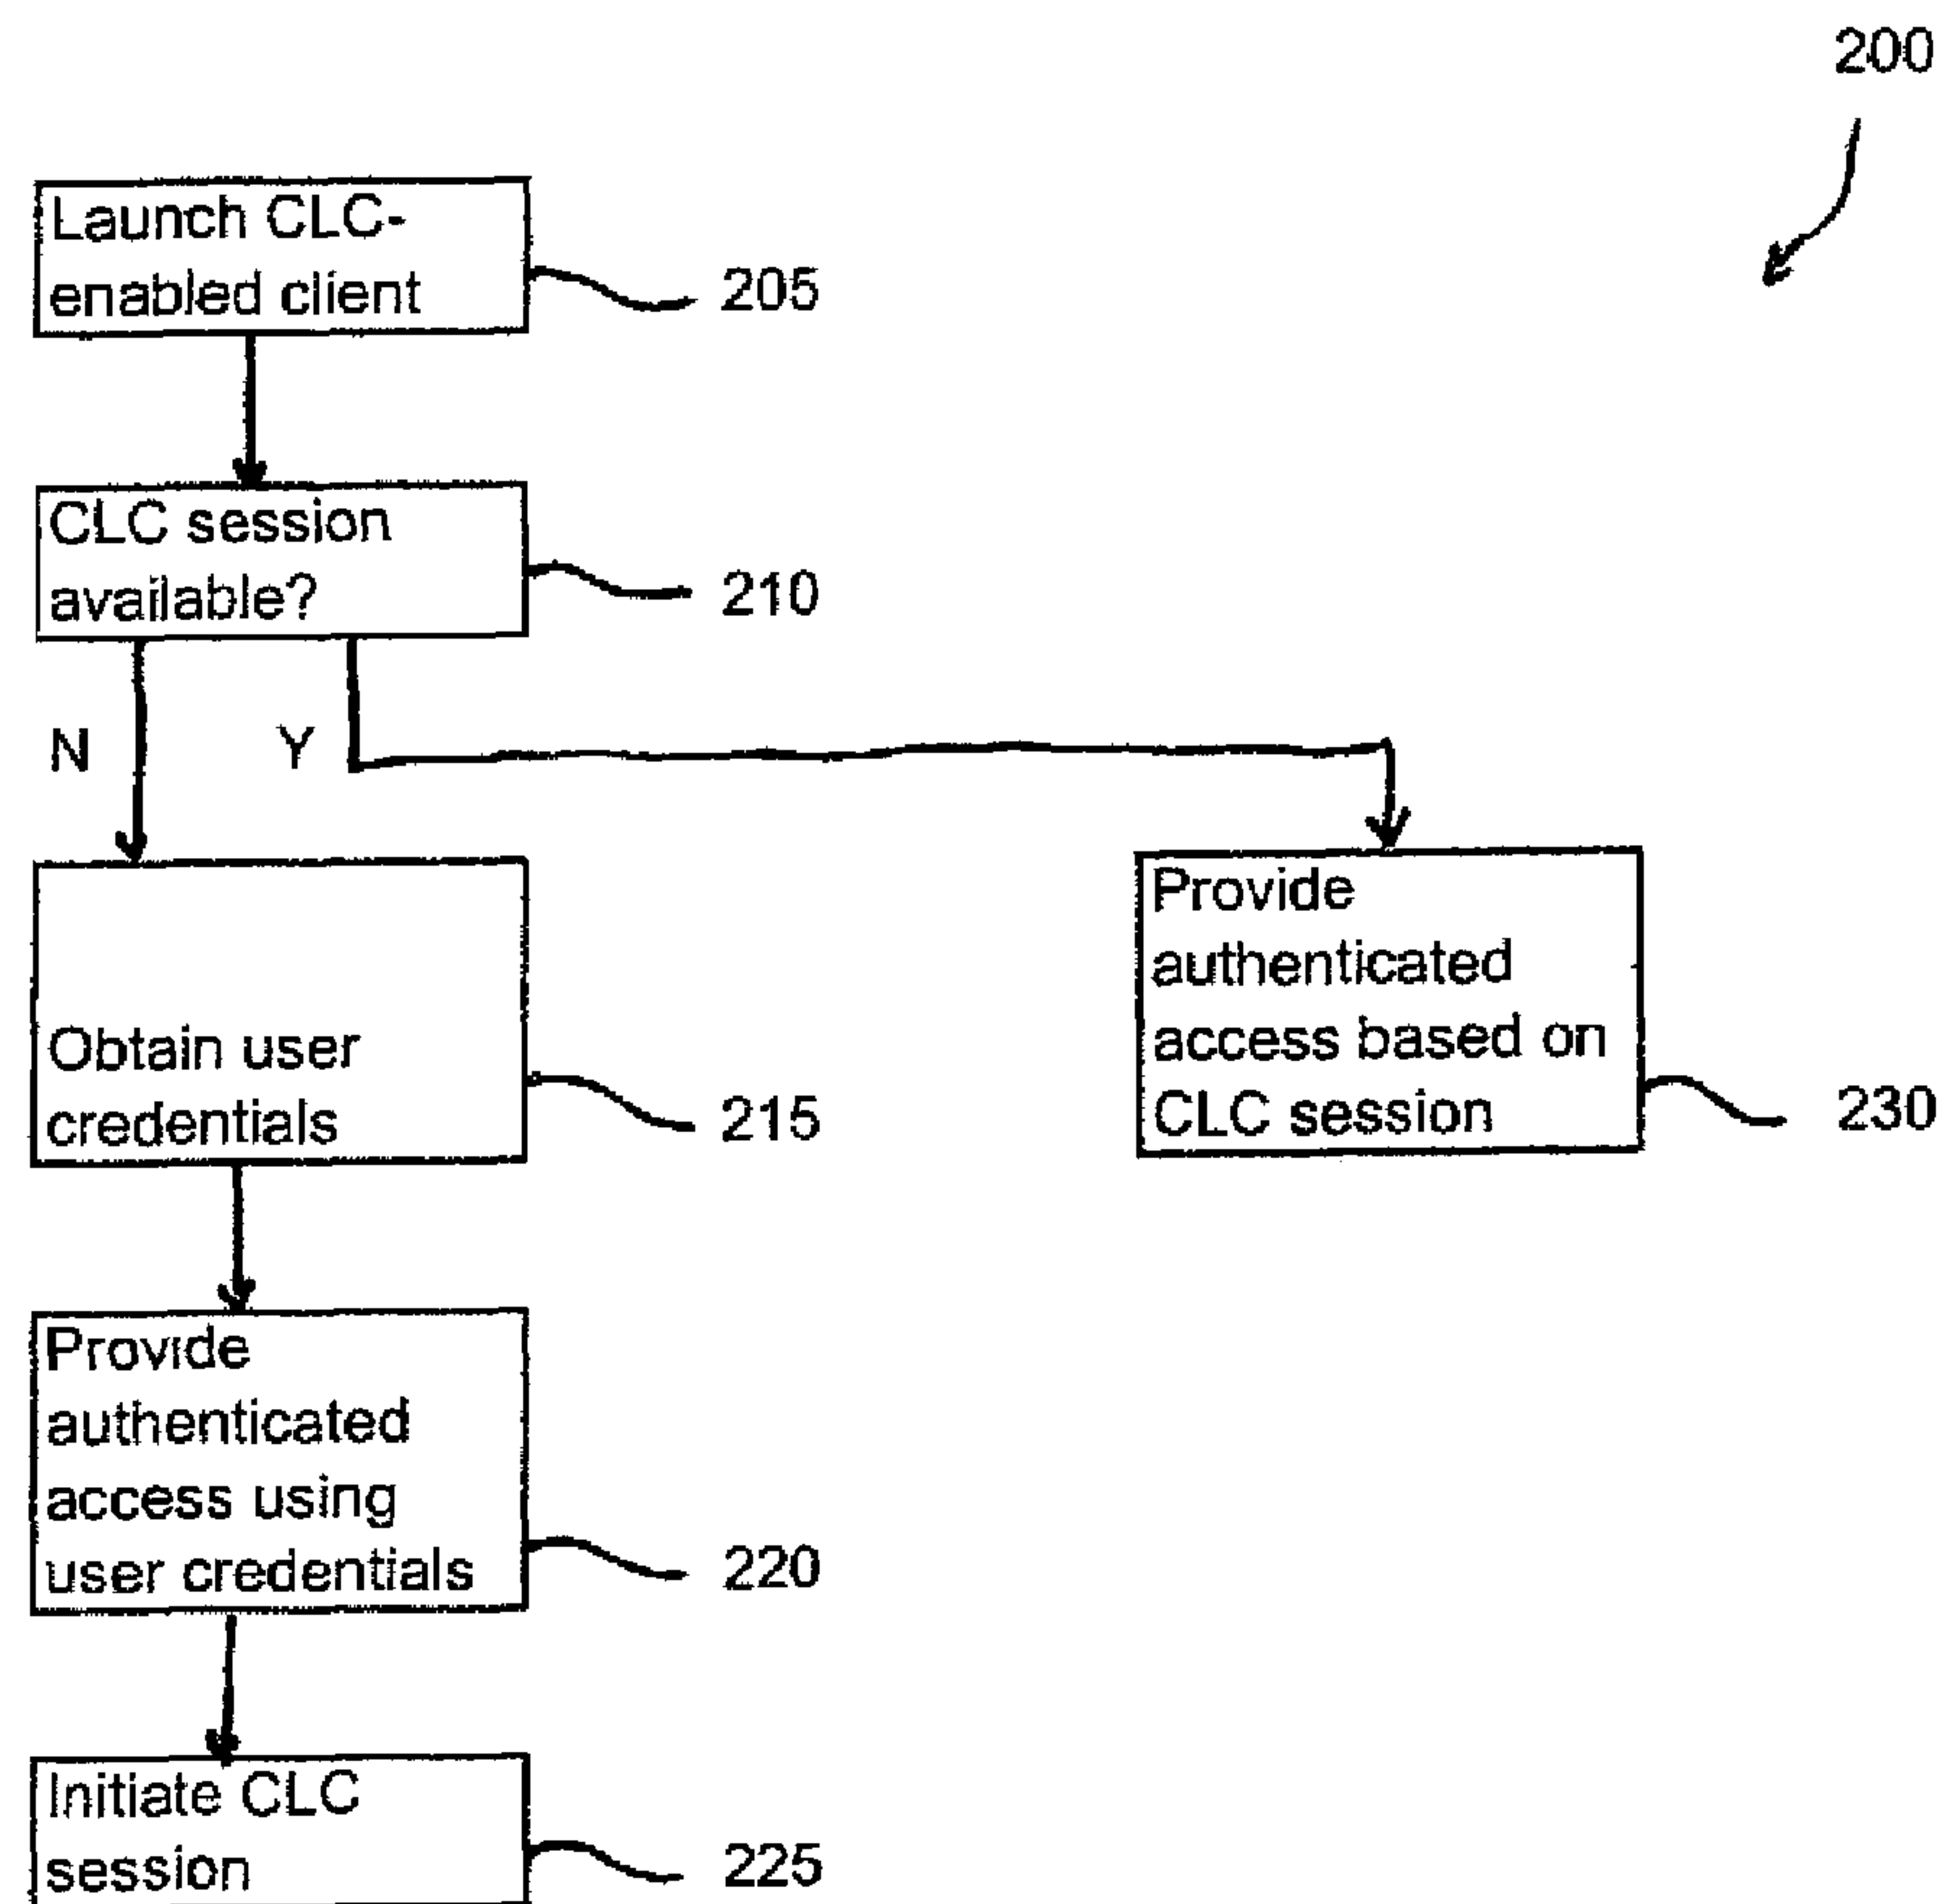 200
Launch CLC-
enabled client
205
CLC session
available?
210
N
Y
Provide
authenticated
access based on
CLC session
230
Obtain user
credentials
215
Provide
authenticated
access using
user credentials
220
Initiate CLC
session
225